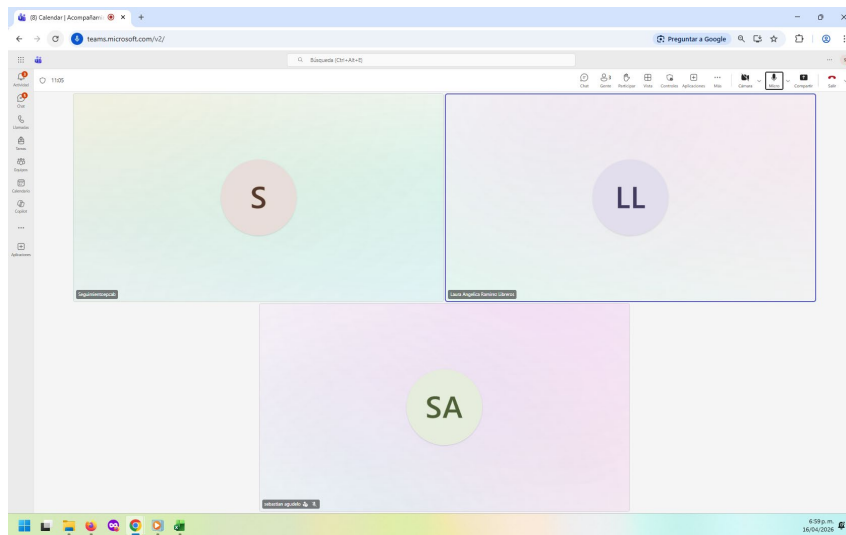 (8) Calendar | Acompañami
teams.microsoft.com/v2/
Preguntar a Google
Búsqueda (Ctrl+Alt+E)
11:05
Chat
Gente
Participar
Vista
Controles
Aplicaciones
Más
Cámara
Micro
Compartir
Salir
Actividad
Chat
Llamadas
Tareas
Equipos
Calendario
Copilot
Aplicaciones
S
Seguimientoepcab
LL
Laura Angelica Ramirez Libreros
SA
sebastian agudelo
6:59 p. m.
16/04/2026